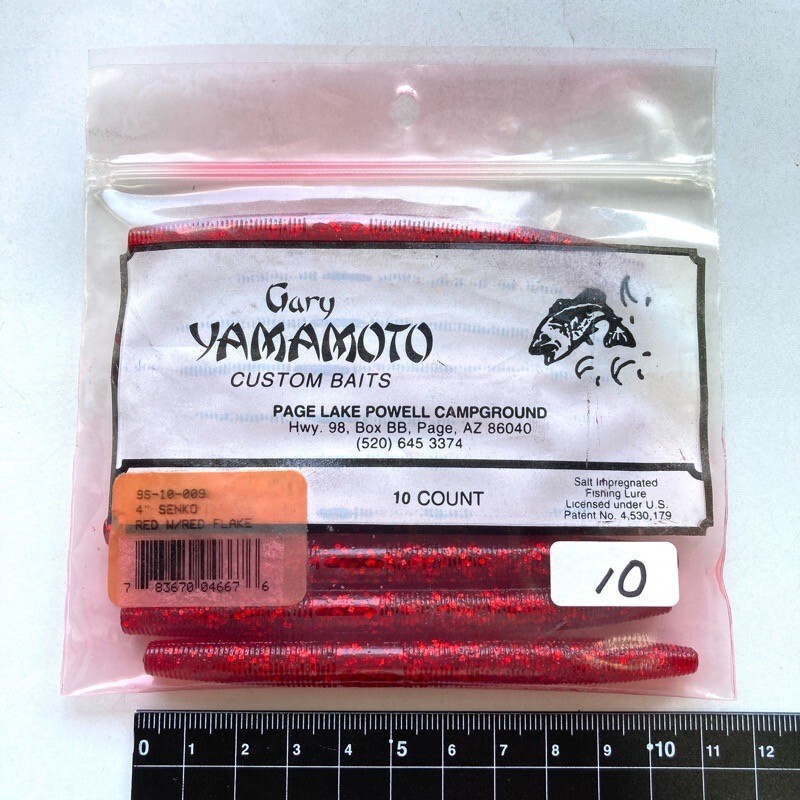 Gary
YAMAMOTO
CUSTOM BAITS
PAGE LAKE POWELL CAMPGROUND
Hwy. 98, Box BB, Page, AZ 86040
(520) 645 3374
10 COUNT
Salt Impregnated
Fishing Lure
Licensed under U.S.
Patent No. 4,530,179
9S-10-009
4" SENKO
RED W/RED FLAKE
7 83670 04667 6
10
0 1 2 3 4 5 6 7 8 9 10 11 12